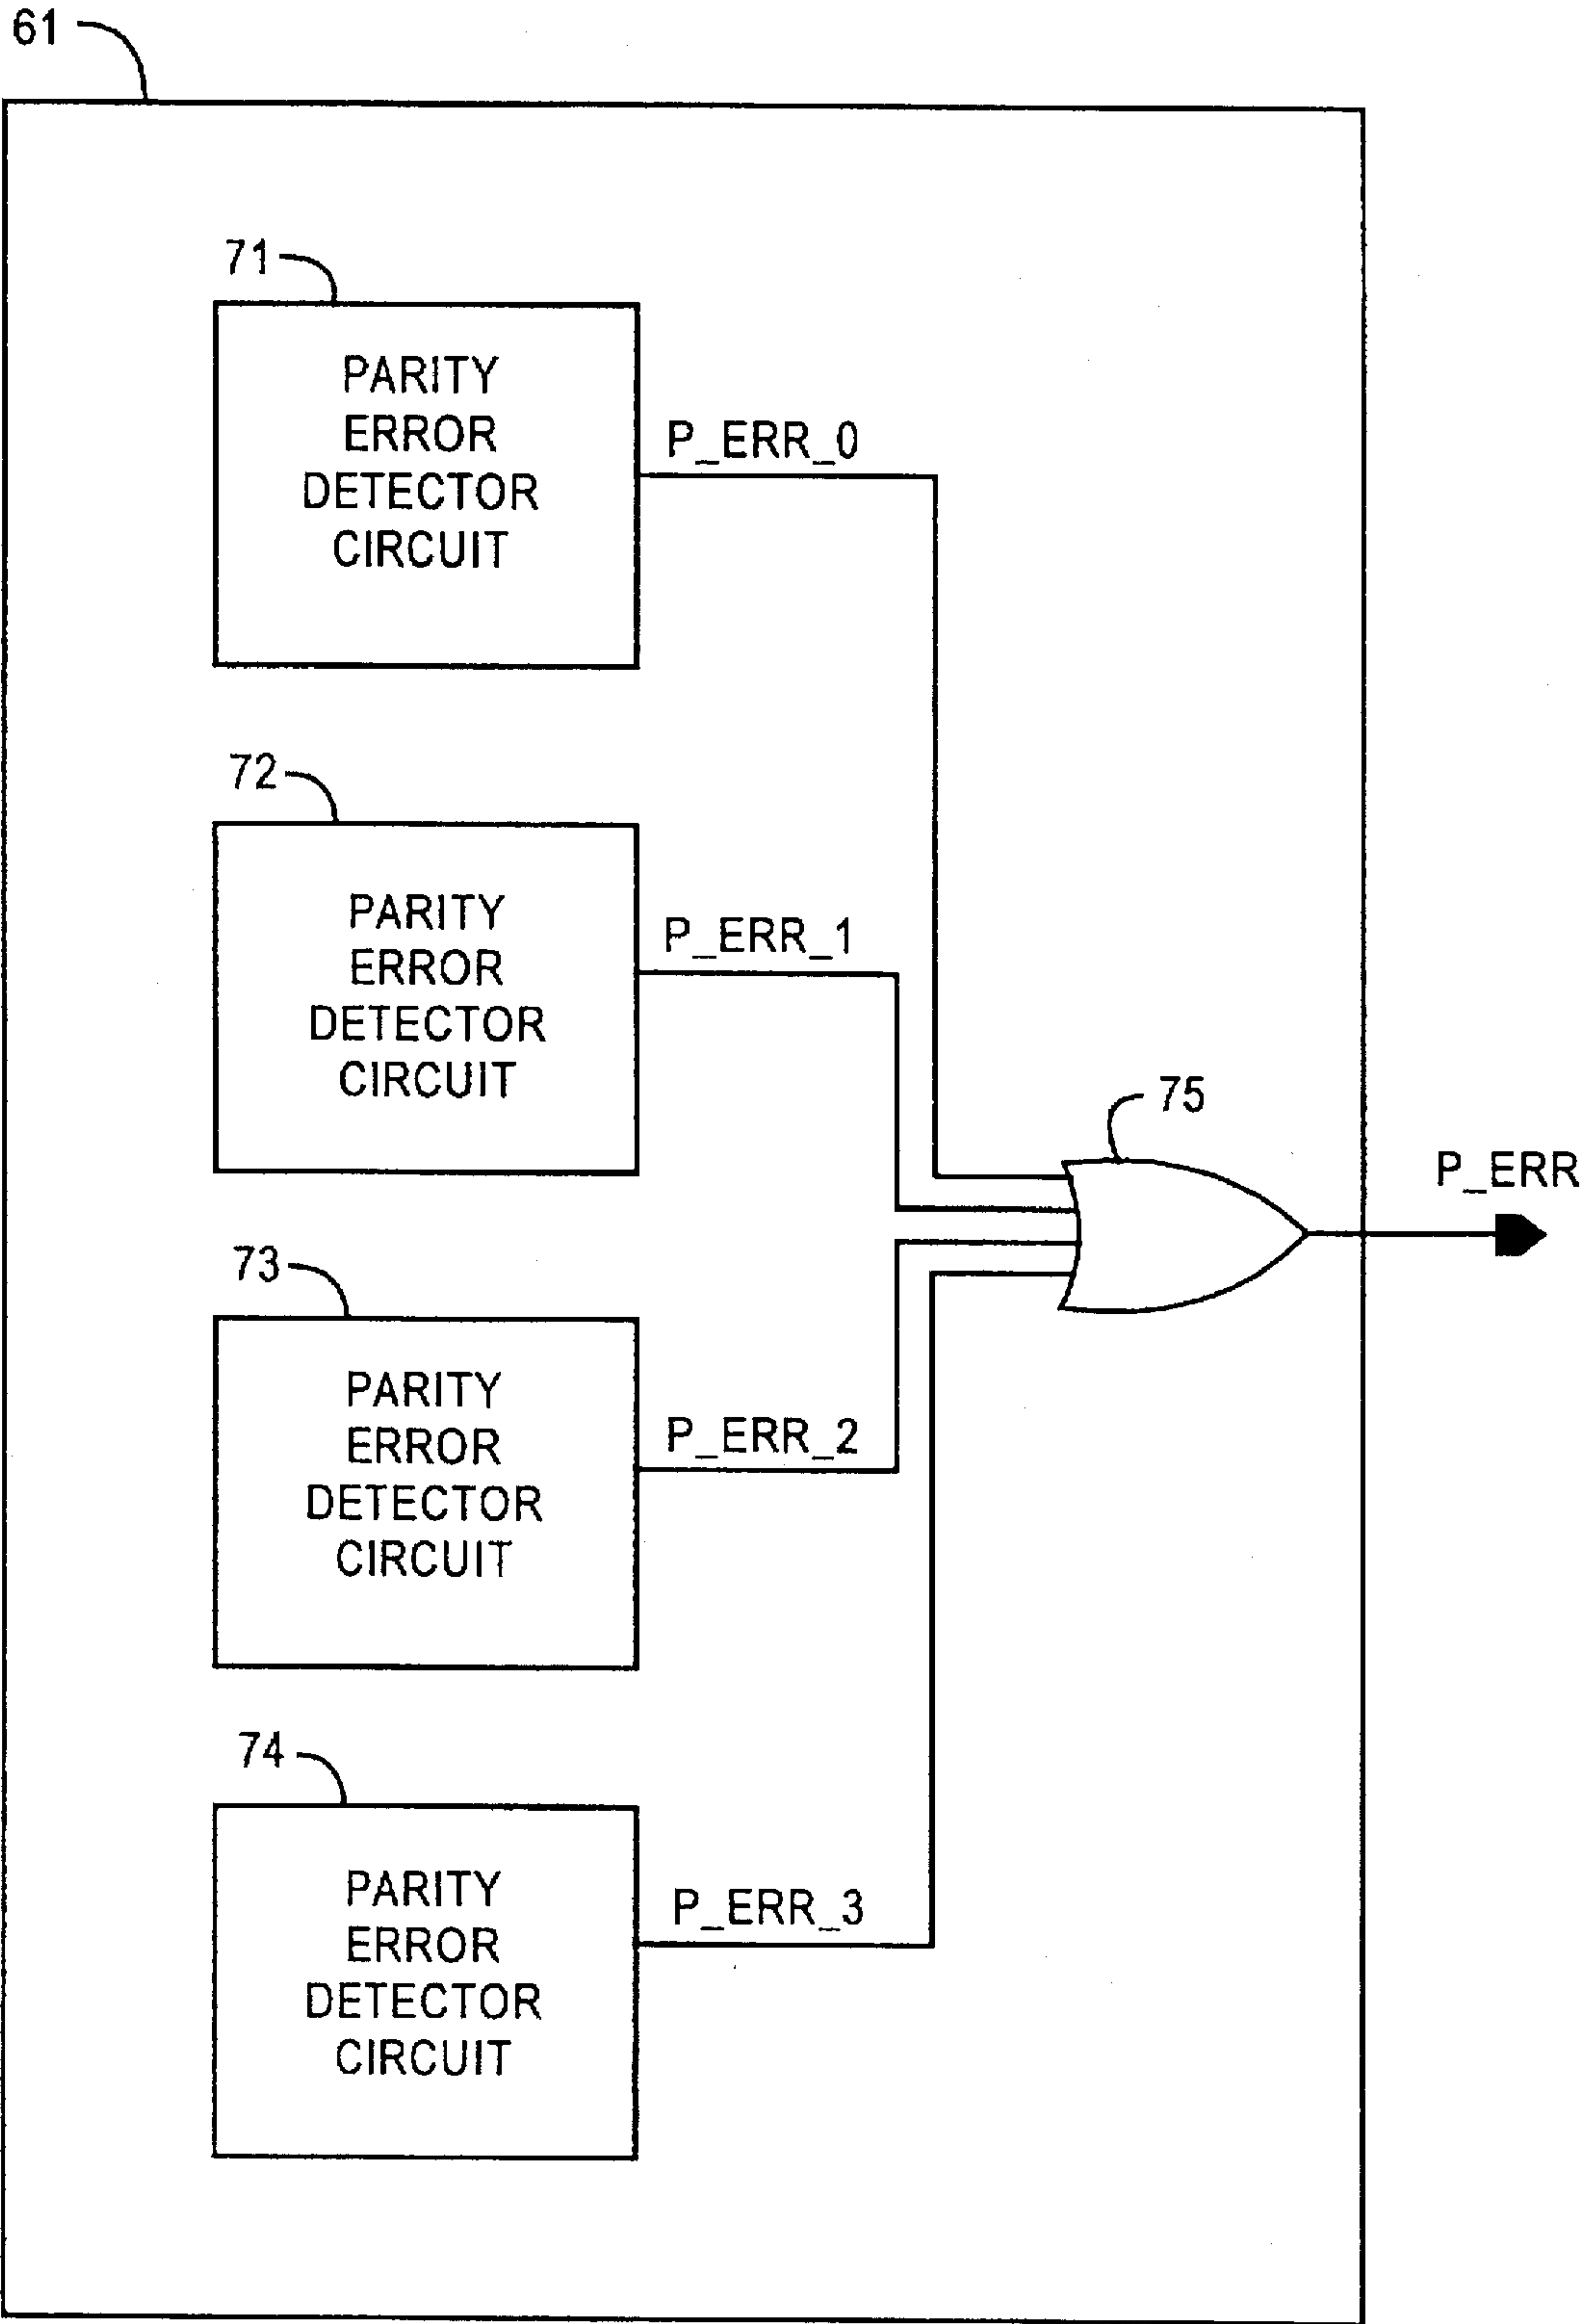 61
71
PARITY
ERROR
DETECTOR
CIRCUIT
P_ERR_0
72
PARITY
ERROR
DETECTOR
CIRCUIT
P_ERR_1
75
P_ERR
73
PARITY
ERROR
DETECTOR
CIRCUIT
P_ERR_2
74
PARITY
ERROR
DETECTOR
CIRCUIT
P_ERR_3